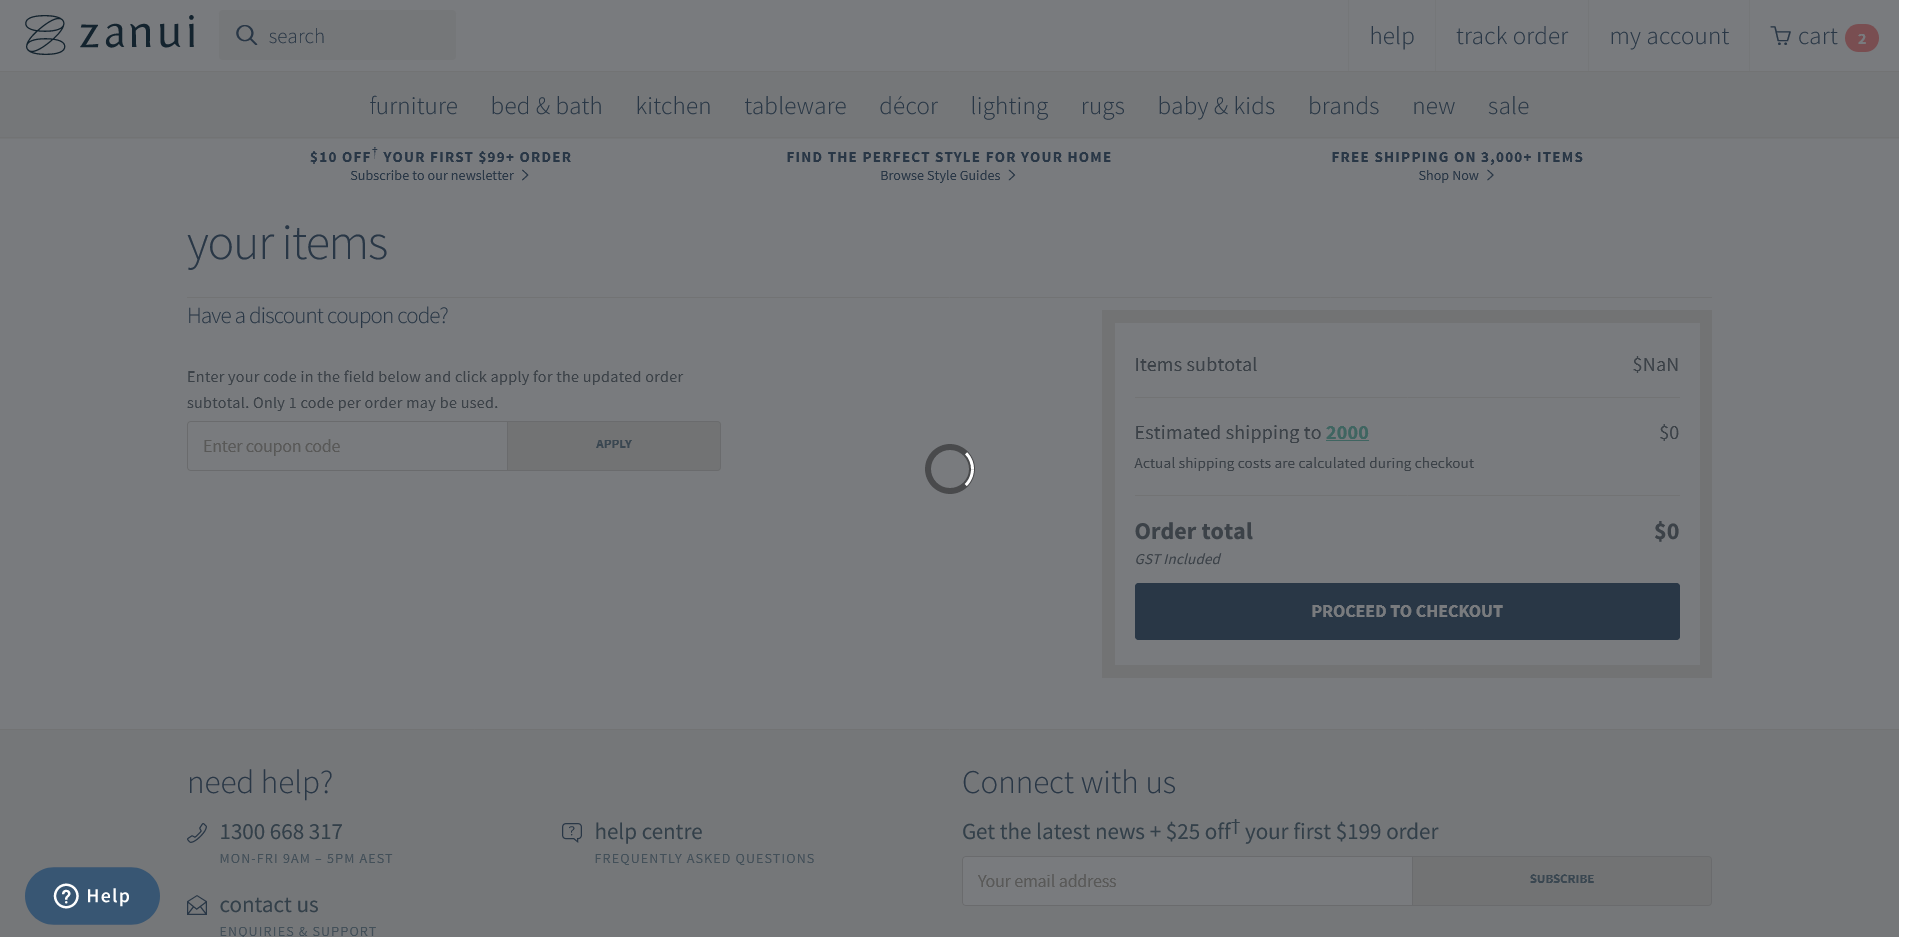 zanui
search
help
track order
my account
cart 2
furniture bed & bath kitchen tableware décor lighting rugs baby & kids brands new sale
$10 OFF† YOUR FIRST $99+ ORDER
Subscribe to our newsletter
FIND THE PERFECT STYLE FOR YOUR HOME
Browse Style Guides
FREE SHIPPING ON 3,000+ ITEMS
Shop Now
your items
Have a discount coupon code?
Enter your code in the field below and click apply for the updated order
subtotal. Only 1 code per order may be used.
Enter coupon code
APPLY
Items subtotal $NaN
Estimated shipping to 2000 $0
Actual shipping costs are calculated during checkout
Order total $0
GST Included
PROCEED TO CHECKOUT
need help?
1300 668 317
MON-FRI 9AM – 5PM AEST
help centre
FREQUENTLY ASKED QUESTIONS
contact us
ENQUIRIES & SUPPORT
Connect with us
Get the latest news + $25 off† your first $199 order
Your email address
SUBSCRIBE
Help